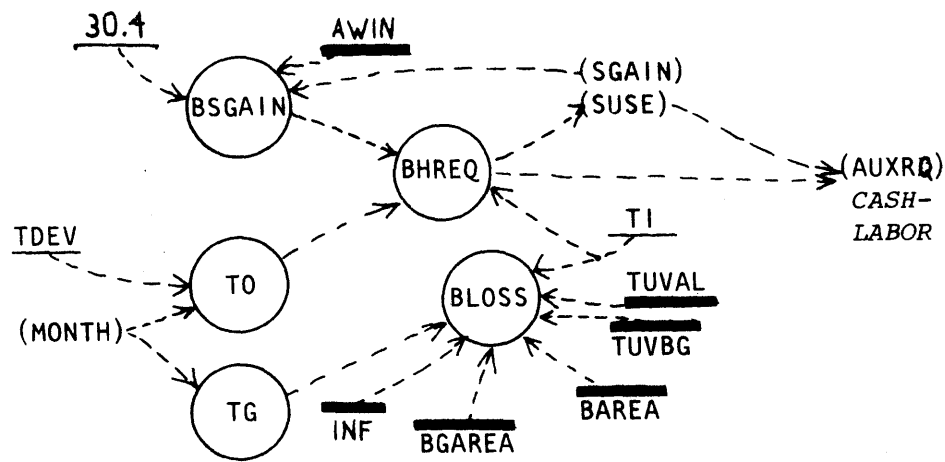 30.4
AWIN
(SGAIN)
BSGAIN
(SUSE)
BHREQ
(AUXRQ)
CASH-
LABOR
TDEV
TI
TO
BLOSS
TUVAL
(MONTH)
TUVBG
TG
INF
BGAREA
BAREA